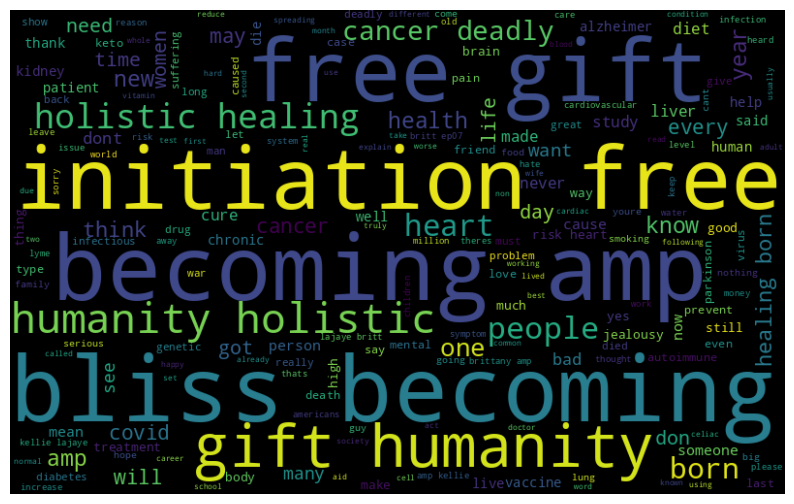 free gift
initiation free
becoming amp
bliss becoming
gift humanity
humanity holistic
holistic healing
cancer deadly
healing born
people
heart
born
life
year
need
may
new
women
time
health
made
study
every
liver
want
never
day
know
think
cure
cancer
covid
amp
will
got
one
don
many
live
vaccine
see
bad
now
jealousy
someone
body
treatment
diabetes
mean
person
chronic
drug
well
cause
risk heart
problem
love
much
yes
still
prevent
parkinson
autoimmune
virus
good
human
help
said
diet
alzheimer
brain
pain
patient
kidney
thank
show
keto
case
die
suffering
caused
long
back
dont
issue
leave
world
sorry
risk
test
first
system
man
let
britt ep07
take
explain
worse
food
friend
great
way
cardiovascular
level
hate
wife
non
cardiac
youre
water
keep
adult
read
give
cant
heard
infection
condition
care
come
different
deadly
reduce
old
month
spreading
reason
whole
hard
second
vitamin
use
blood
usually
real
due
two
lyme
family
type
thing
infectious
away
war
million
theres
truly
working
lived
best
must
smoking
following
nothing
money
even
work
children
symptom
common
lajaye britt
say
mental
going
brittany amp
died
thought
genetic
really
already
thats
high
death
guy
act
society
doctor
career
aid
cell
amp kellie
make
lung
word
known
using
last
big
please
celiac
americans
set
happy
called
serious
kellie lajaye
normal
increase
hope
school